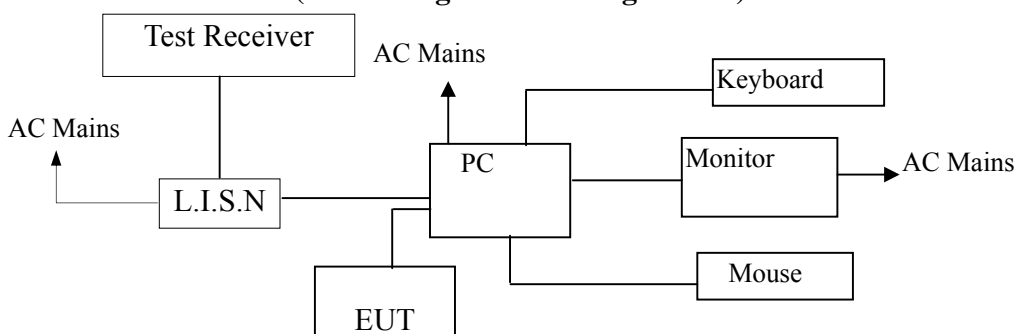 Test Receiver
AC Mains
Keyboard
AC Mains
PC
Monitor
AC Mains
L.I.S.N
Mouse
EUT